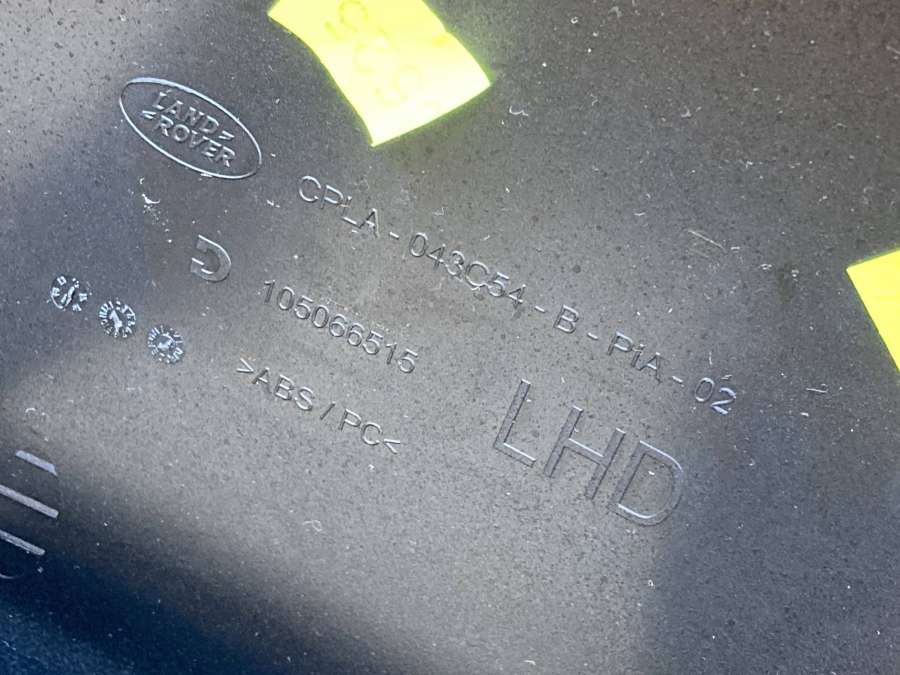 LAND
ROVER
CPLA - 043C54 - B - PIA - 02
105066515
>ABS / PC<
LHD